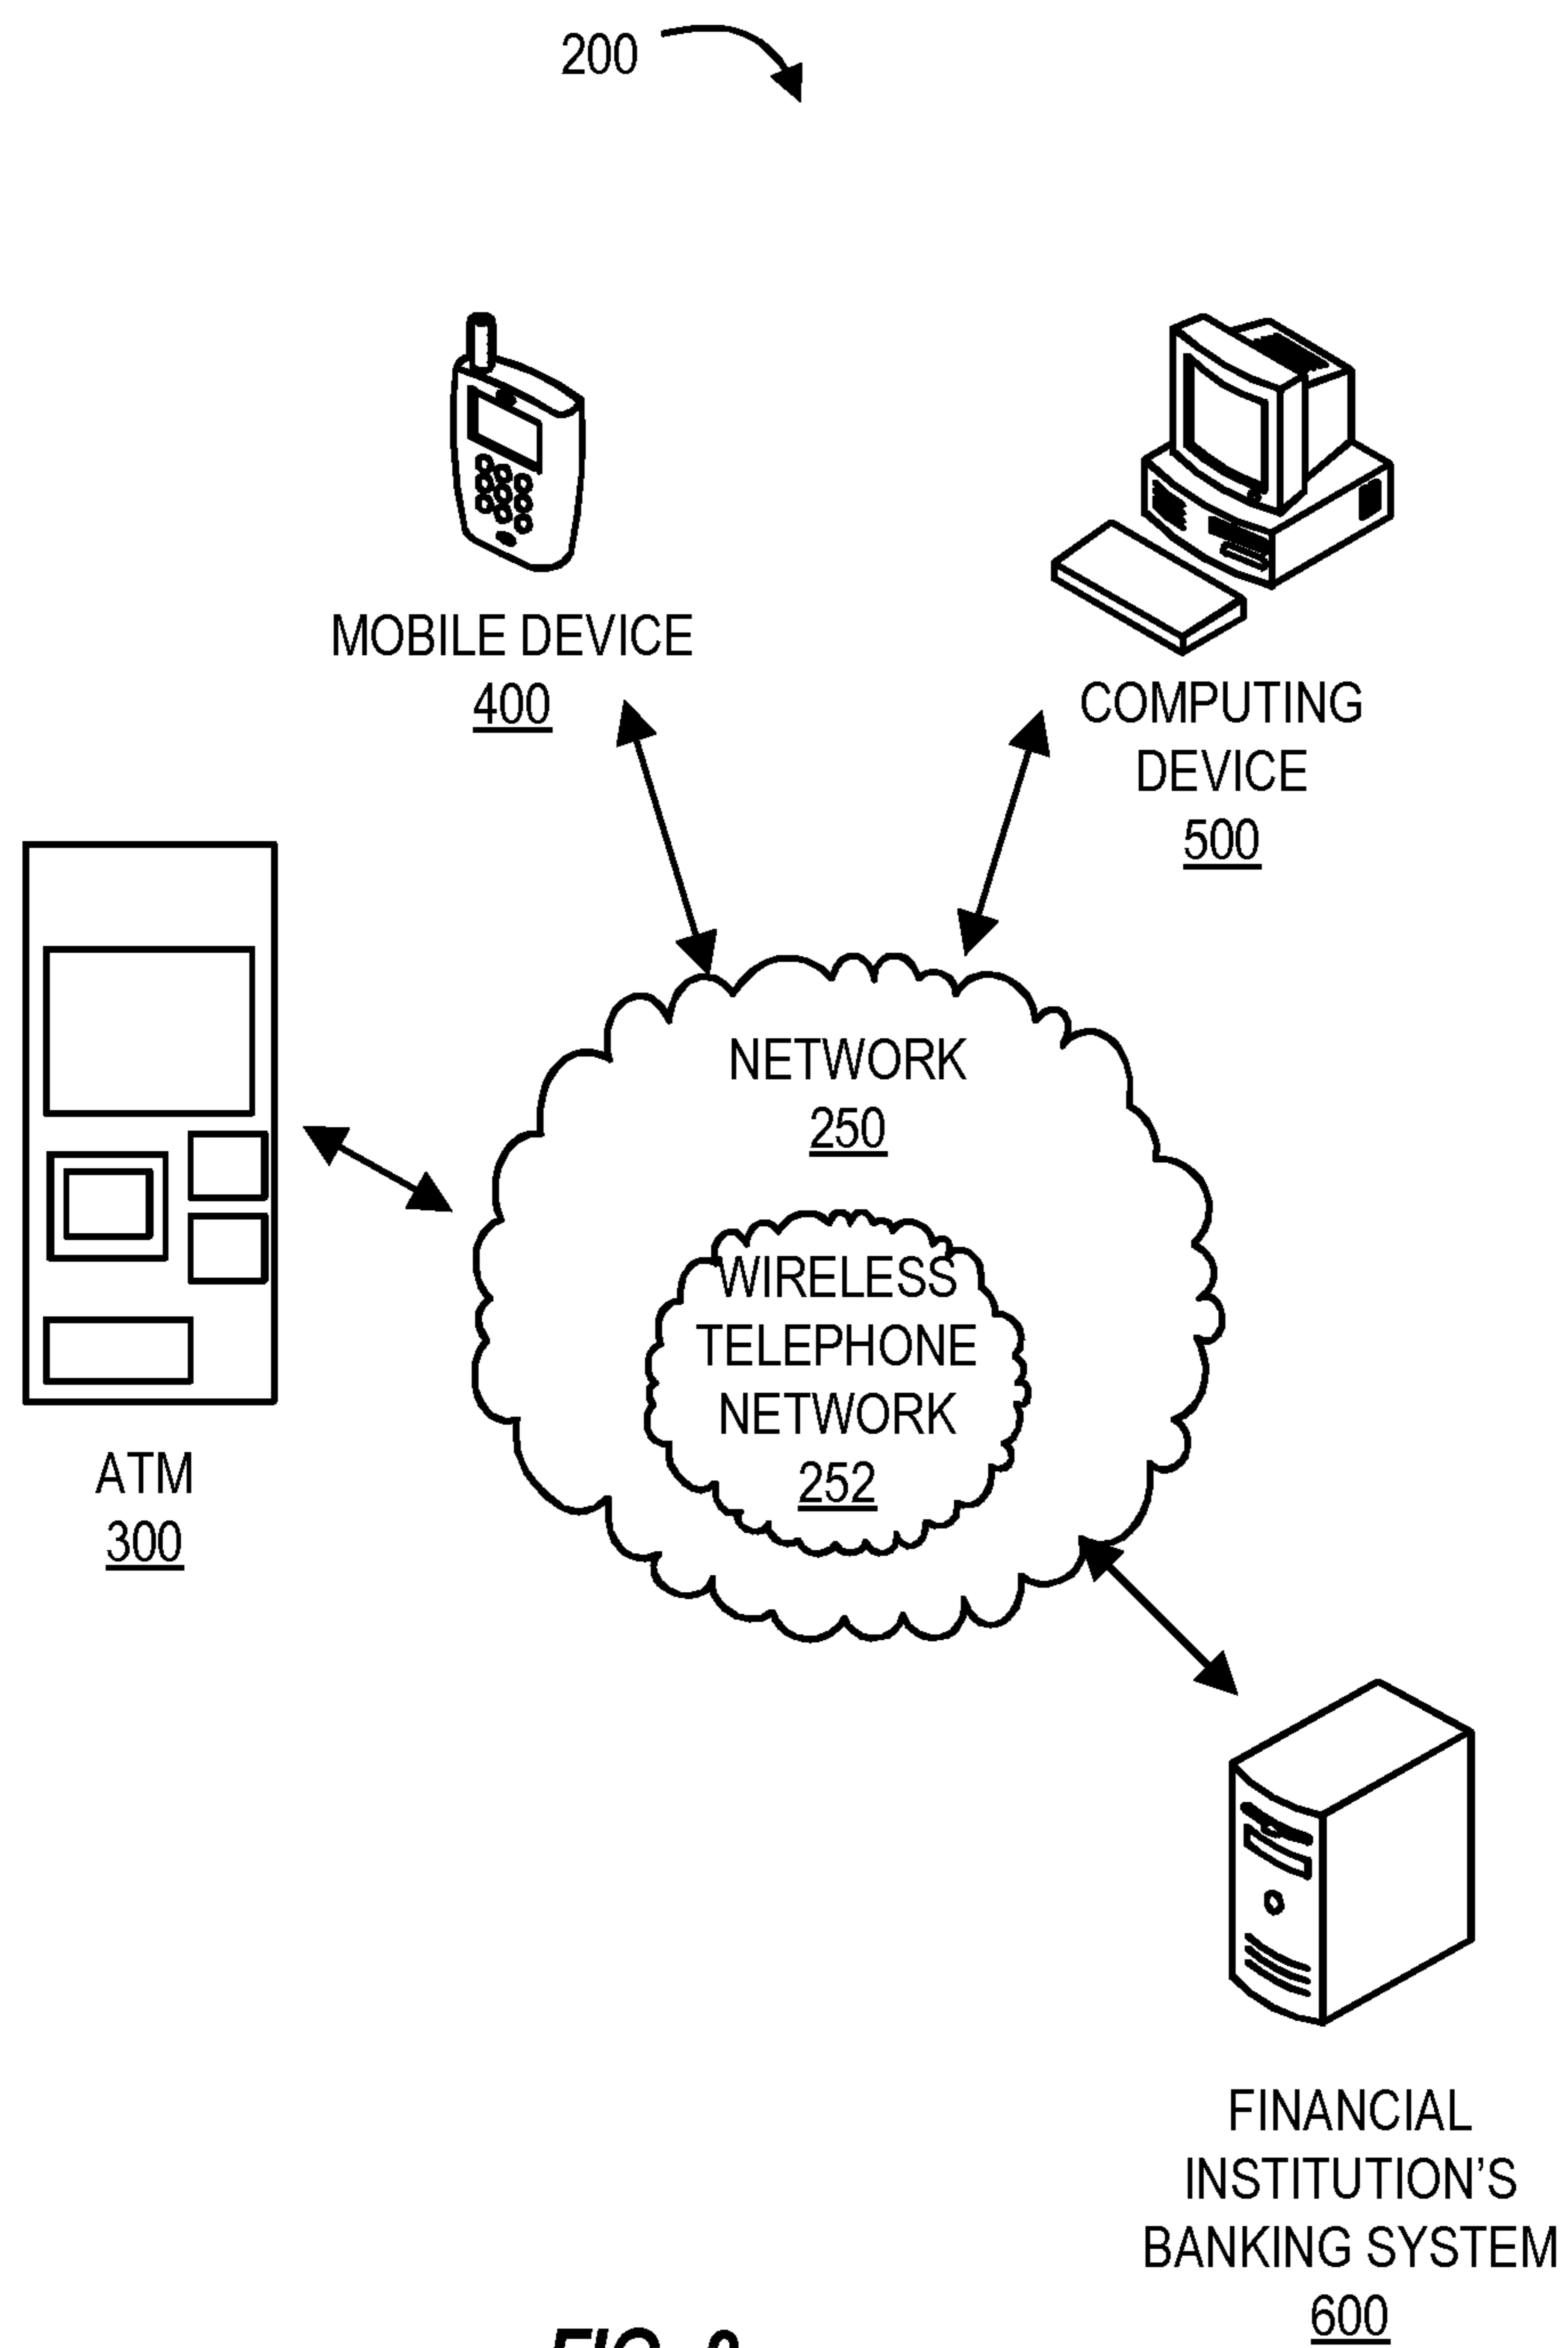 200
MOBILE DEVICE
400
COMPUTING
DEVICE
500
NETWORK
250
WIRELESS
TELEPHONE
NETWORK
252
ATM
300
FINANCIAL
INSTITUTION'S
BANKING SYSTEM
600
FIG.